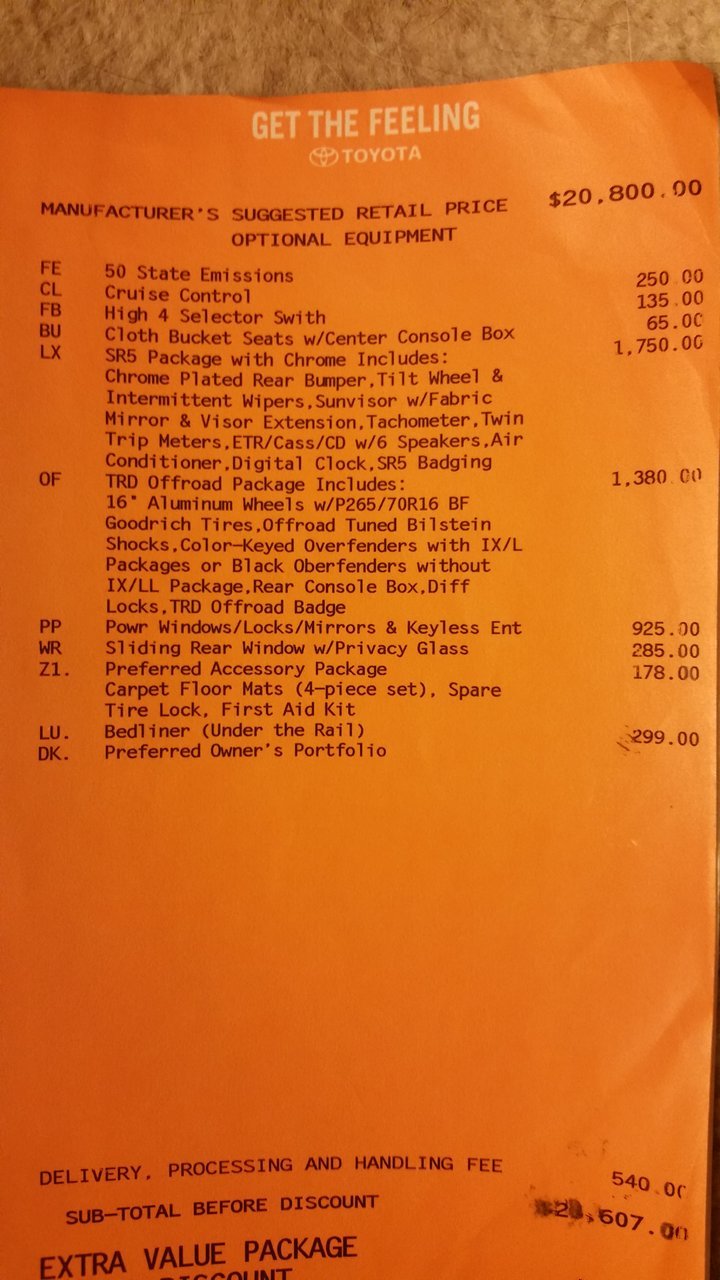 GET THE FEELING
TOYOTA
MANUFACTURER'S SUGGESTED RETAIL PRICE $20,800.00
OPTIONAL EQUIPMENT
FE 50 State Emissions 250.00
CL Cruise Control 135.00
FB High 4 Selector Swith 65.00
BU Cloth Bucket Seats w/Center Console Box 1,750.00
LX SR5 Package with Chrome Includes:
Chrome Plated Rear Bumper,Tilt Wheel &
Intermittent Wipers,Sunvisor w/Fabric
Mirror & Visor Extension,Tachometer,Twin
Trip Meters,ETR/Cass/CD w/6 Speakers,Air
Conditioner,Digital Clock,SR5 Badging
OF TRD Offroad Package Includes: 1,380.00
16" Aluminum Wheels w/P265/70R16 BF
Goodrich Tires,Offroad Tuned Bilstein
Shocks,Color-Keyed Overfenders with IX/L
Packages or Black Oberfenders without
IX/LL Package,Rear Console Box,Diff
Locks,TRD Offroad Badge
PP Powr Windows/Locks/Mirrors & Keyless Ent 925.00
WR Sliding Rear Window w/Privacy Glass 285.00
Z1. Preferred Accessory Package 178.00
Carpet Floor Mats (4-piece set), Spare
Tire Lock, First Aid Kit
LU. Bedliner (Under the Rail) 299.00
DK. Preferred Owner's Portfolio
DELIVERY, PROCESSING AND HANDLING FEE 540.00
SUB-TOTAL BEFORE DISCOUNT
EXTRA VALUE PACKAGE
DISCOUNT